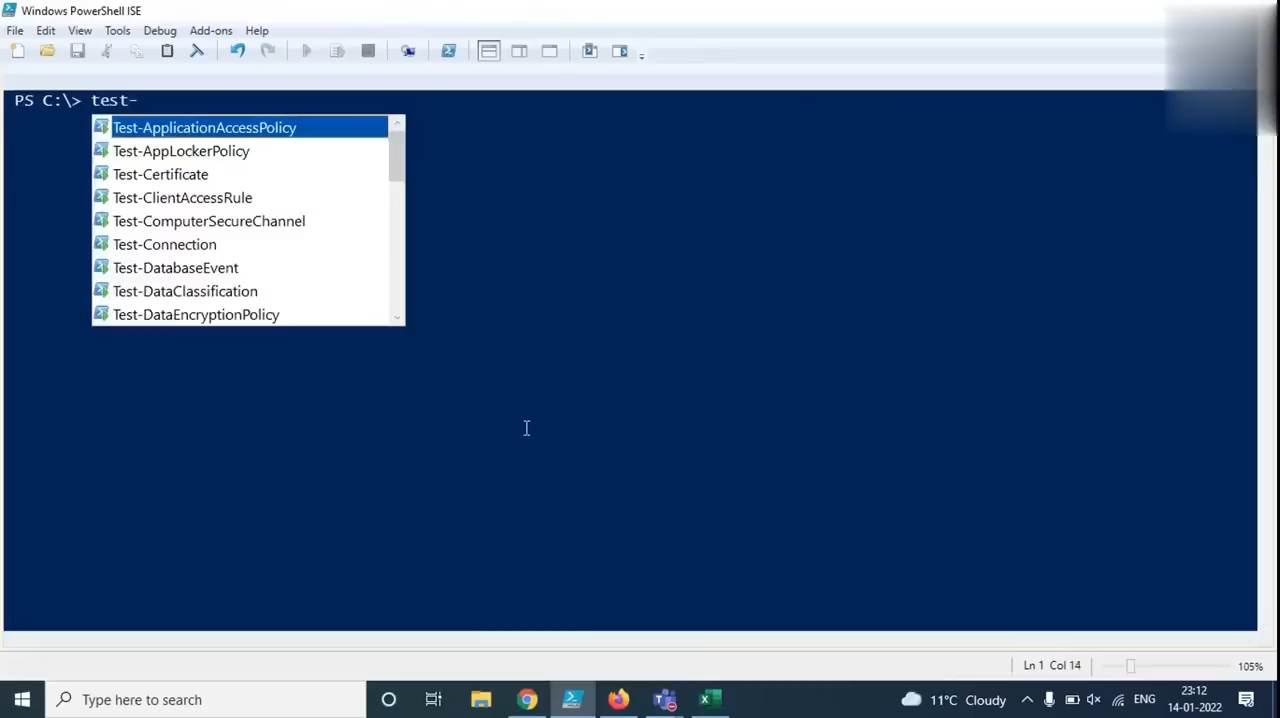 Windows PowerShell ISE
File Edit View Tools Debug Add-ons Help
PS C:\> test-
Test-ApplicationAccessPolicy
Test-AppLockerPolicy
Test-Certificate
Test-ClientAccessRule
Test-ComputerSecureChannel
Test-Connection
Test-DatabaseEvent
Test-DataClassification
Test-DataEncryptionPolicy
Ln 1 Col 14 105%
Type here to search
11°C Cloudy
ENG
23:12
14-01-2022